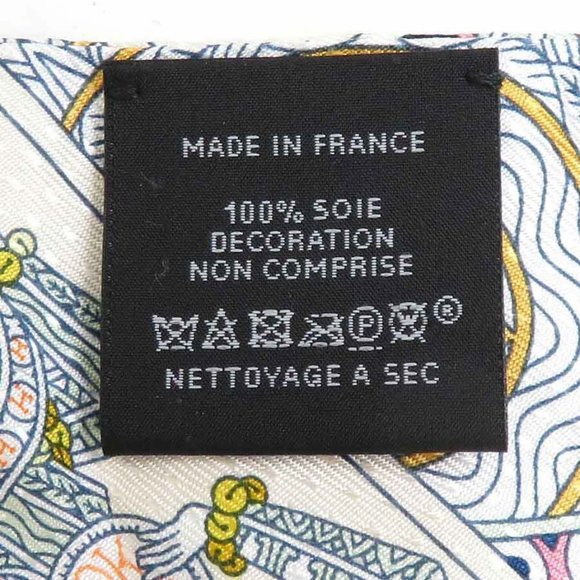 MADE IN FRANCE
100% SOIE
DECORATION
NON COMPRISE
P ®
NETTOYAGE A SEC